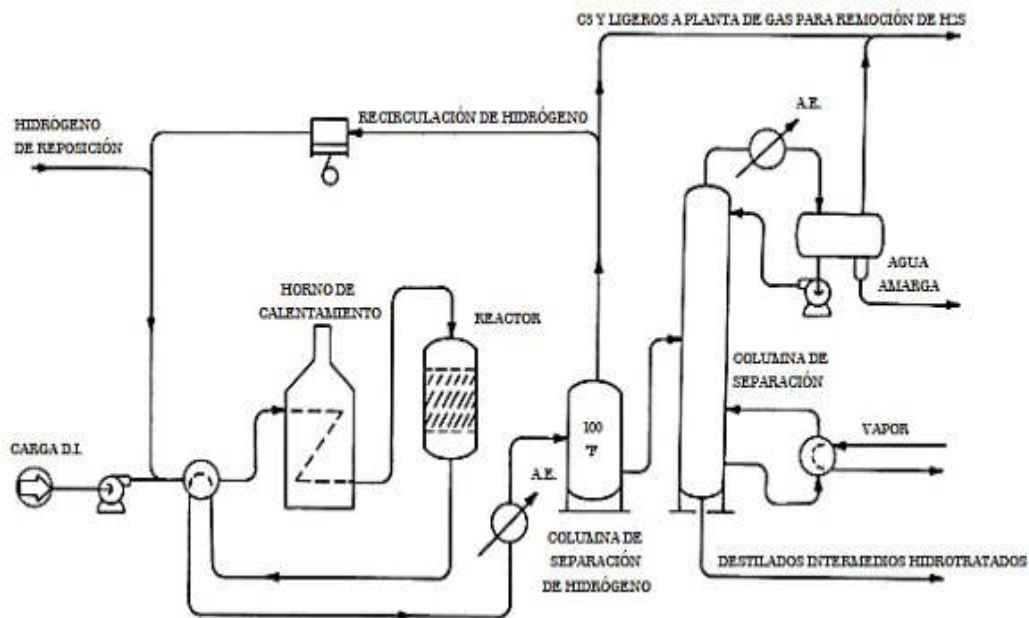 C3 Y LIGEROS A PLANTA DE GAS PARA REMOCIÓN DE H2S
A.E.
HIDRÓGENO
DE REPOSICIÓN
RECIRCULACIÓN DE HIDRÓGENO
AGUA
AMARGA
HORNO DE
CALENTAMIENTO
REACTOR
COLUMNA DE
SEPARACIÓN
100
°F
VAPOR
CARGA D.I.
A.E.
COLUMNA DE
SEPARACIÓN
DE HIDRÓGENO
DESTILADOS INTERMEDIOS HIDROTRATADOS